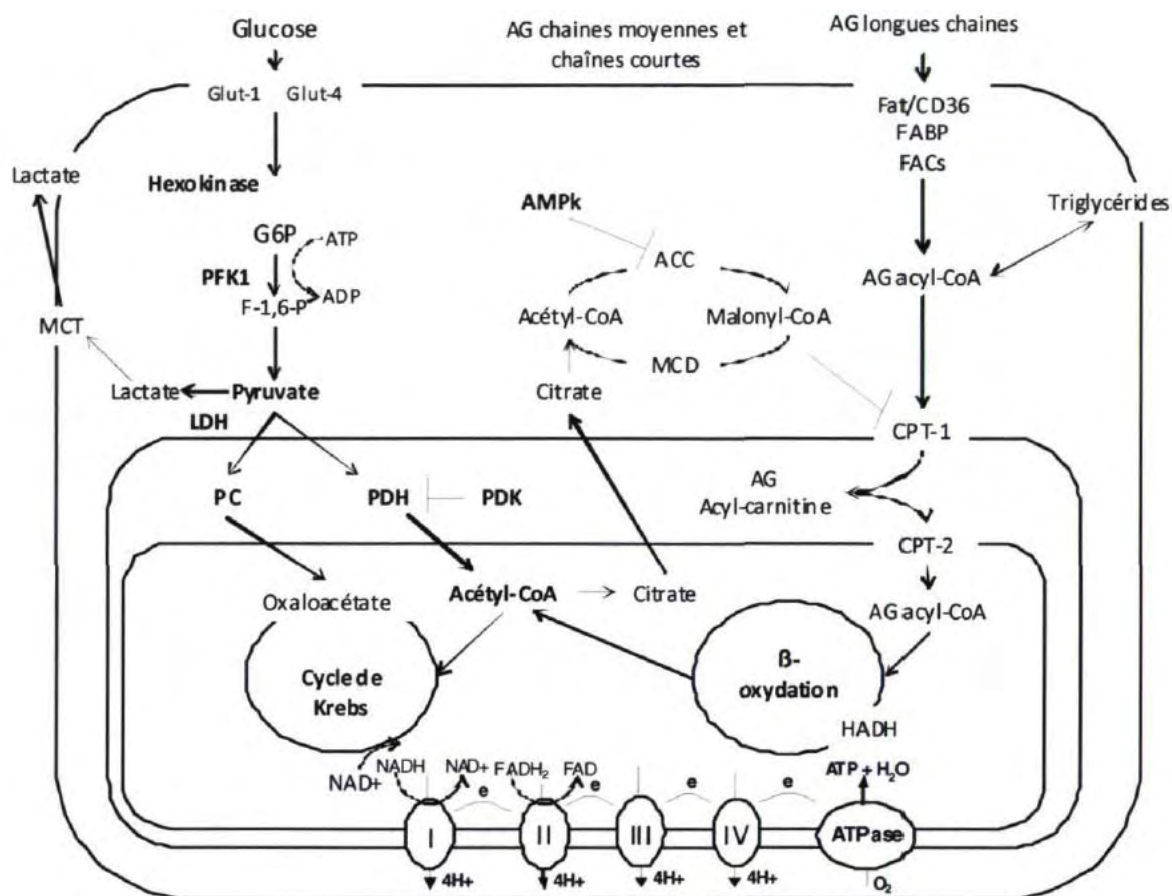 Glucose
AG chaines moyennes et
chaînes courtes
AG longues chaines
Glut-1
Glut-4
Fat/CD36
FABP
FACs
Lactate
Hexokinase
AMPk
Triglycérides
G6P
ATP
PFK1
ADP
F-1,6-P
ACC
AG acyl-CoA
MCT
Acétyl-CoA
Malonyl-CoA
MCD
Lactate
Pyruvate
Citrate
LDH
CPT-1
PC
PDH
PDK
AG
Acyl-carnitine
CPT-2
Oxaloacétate
Acétyl-CoA
Citrate
AG acyl-CoA
Cycle de
Krebs
ß-
oxydation
HADH
NAD+
NADH
NAD+
FADH₂
FAD
e
e
e
e
ATP + H₂O
I
II
III
IV
ATPase
4H+
4H+
4H+
4H+
O₂